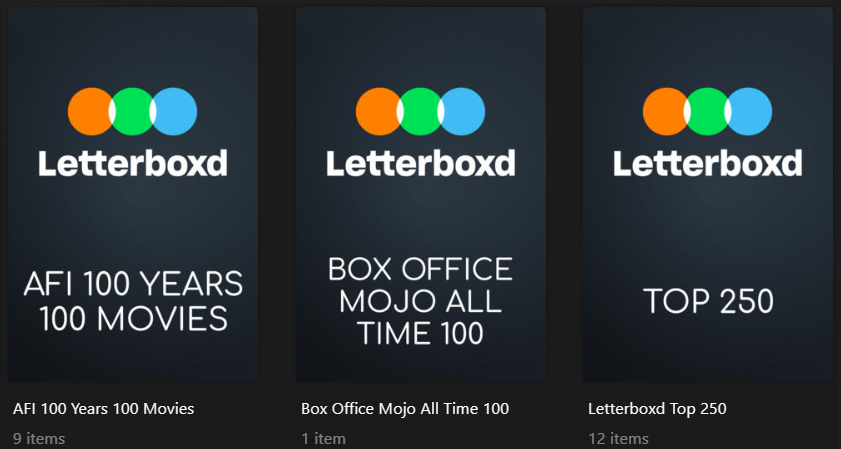 Letterboxd
AFI 100 YEARS
100 MOVIES
AFI 100 Years 100 Movies
9 items
Letterboxd
BOX OFFICE
MOJO ALL
TIME 100
Box Office Mojo All Time 100
1 item
Letterboxd
TOP 250
Letterboxd Top 250
12 items